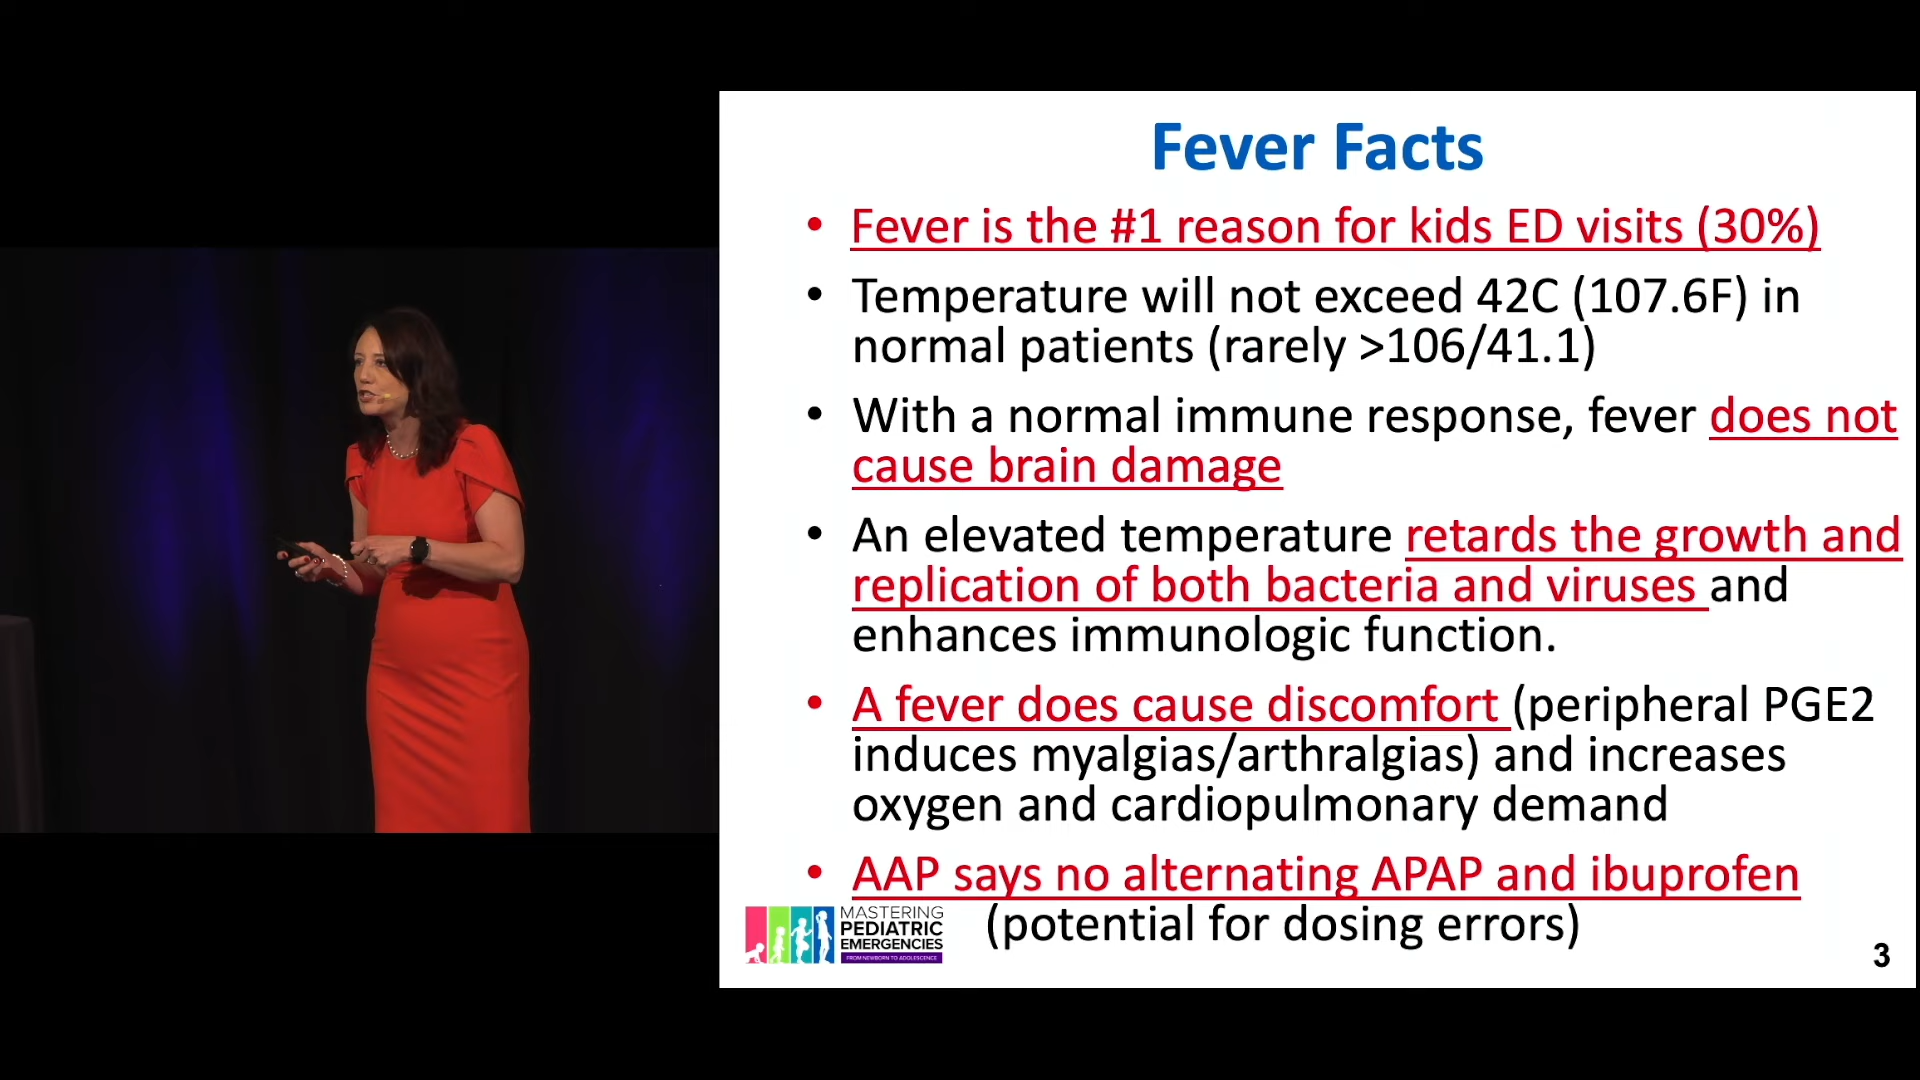 Fever Facts
• Fever is the #1 reason for kids ED visits (30%)
• Temperature will not exceed 42C (107.6F) in
normal patients (rarely >106/41.1)
• With a normal immune response, fever does not
cause brain damage
• An elevated temperature retards the growth and
replication of both bacteria and viruses and
enhances immunologic function.
• A fever does cause discomfort (peripheral PGE2
induces myalgias/arthralgias) and increases
oxygen and cardiopulmonary demand
• AAP says no alternating APAP and ibuprofen
(potential for dosing errors)
MASTERING
PEDIATRIC
EMERGENCIES
FROM NEWBORN TO ADOLESCENCE
3